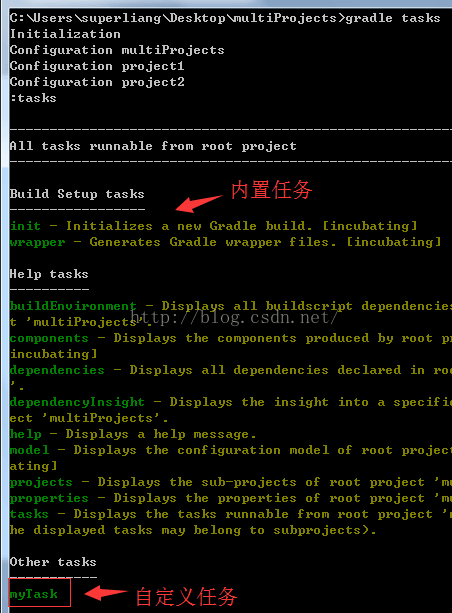 C:\Users\superliang\Desktop\multiProjects>gradle tasks
Initialization
Configuration multiProjects
Configuration project1
Configuration project2
:tasks
------------------------------------------------------------
All tasks runnable from root project
------------------------------------------------------------
Build Setup tasks
-----------------
内置任务
init - Initializes a new Gradle build. [incubating]
wrapper - Generates Gradle wrapper files. [incubating]
Help tasks
----------
buildEnvironment - Displays all buildscript dependencies
t 'multiProjects'.
http://blog.csdn.net/
components - Displays the components produced by root pr
incubating]
dependencies - Displays all dependencies declared in roo
'.
dependencyInsight - Displays the insight into a specific
ect 'multiProjects'.
help - Displays a help message.
model - Displays the configuration model of root project
ating]
projects - Displays the sub-projects of root project 'mu
properties - Displays the properties of root project 'mu
tasks - Displays the tasks runnable from root project 'm
he displayed tasks may belong to subprojects).
Other tasks
-----------
myTask
自定义任务